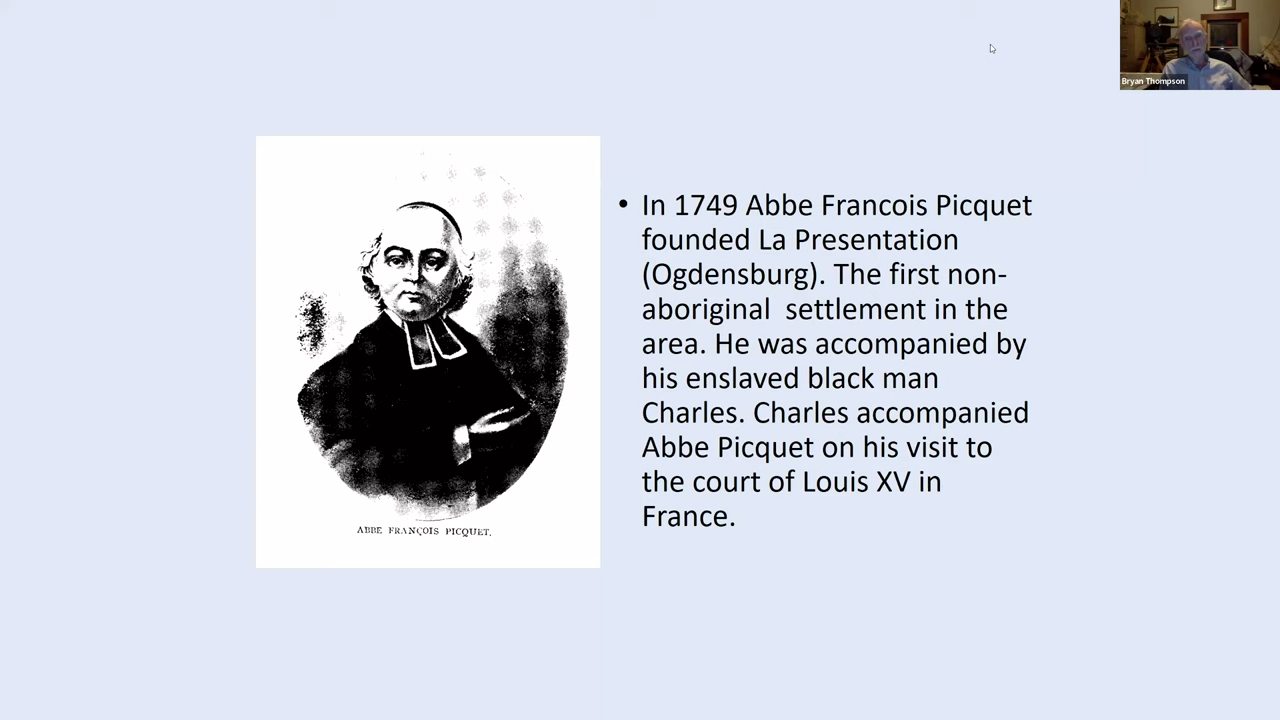 Bryan Thompson
• In 1749 Abbe Francois Picquet
founded La Presentation
(Ogdensburg). The first non-
aboriginal  settlement in the
area. He was accompanied by
his enslaved black man
Charles. Charles accompanied
Abbe Picquet on his visit to
the court of Louis XV in
France.
ABBE FRANÇOIS PICQUET.